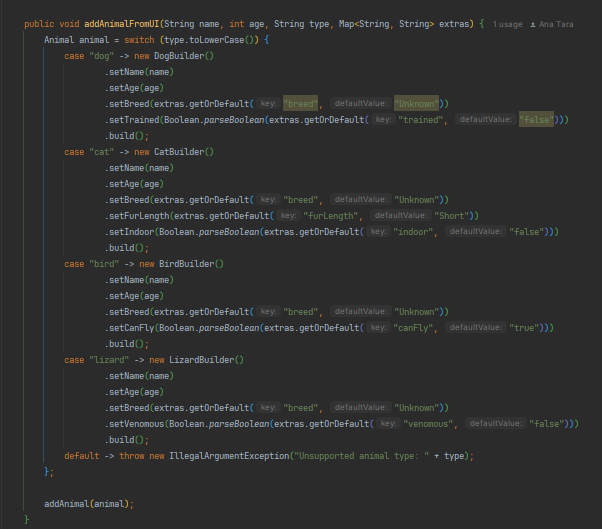 public void addAnimalFromUI(String name, int age, String type, Map<String, String> extras) { 1 usage Ana Tara
Animal animal = switch (type.toLowerCase()) {
case "dog" -> new DogBuilder()
.setName(name)
.setAge(age)
.setBreed(extras.getOrDefault( key: "breed", defaultValue: "Unknown"))
.setTrained(Boolean.parseBoolean(extras.getOrDefault( key: "trained", defaultValue: "false")))
.build();
case "cat" -> new CatBuilder()
.setName(name)
.setAge(age)
.setBreed(extras.getOrDefault( key: "breed", defaultValue: "Unknown"))
.setFurLength(extras.getOrDefault( key: "furLength", defaultValue: "Short"))
.setIndoor(Boolean.parseBoolean(extras.getOrDefault( key: "indoor", defaultValue: "false")))
.build();
case "bird" -> new BirdBuilder()
.setName(name)
.setAge(age)
.setBreed(extras.getOrDefault( key: "breed", defaultValue: "Unknown"))
.setCanFly(Boolean.parseBoolean(extras.getOrDefault( key: "canFly", defaultValue: "true")))
.build();
case "lizard" -> new LizardBuilder()
.setName(name)
.setAge(age)
.setBreed(extras.getOrDefault( key: "breed", defaultValue: "Unknown"))
.setVenomous(Boolean.parseBoolean(extras.getOrDefault( key: "venomous", defaultValue: "false")))
.build();
default -> throw new IllegalArgumentException("Unsupported animal type: " + type);
};
addAnimal(animal);
}